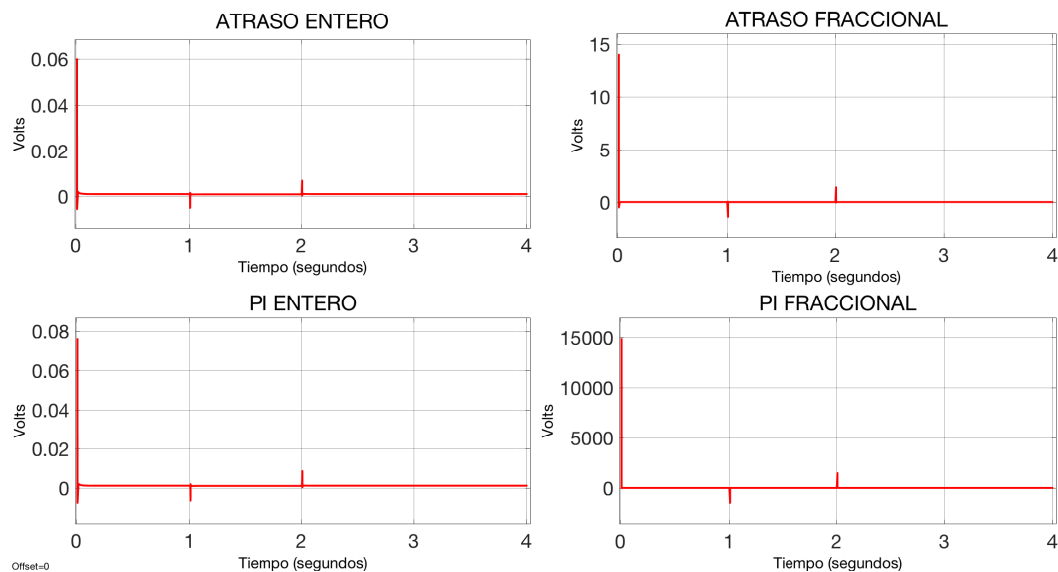 ATRASO ENTERO
0.06
0.04
0.02
0
Volts
0 1 2 3 4
Tiempo (segundos)
ATRASO FRACCIONAL
15
10
5
0
Volts
0 1 2 3 4
Tiempo (segundos)
PI ENTERO
0.08
0.06
0.04
0.02
0
Volts
0 1 2 3 4
Tiempo (segundos)
Offset=0
PI FRACCIONAL
15000
10000
5000
0
Volts
0 1 2 3 4
Tiempo (segundos)